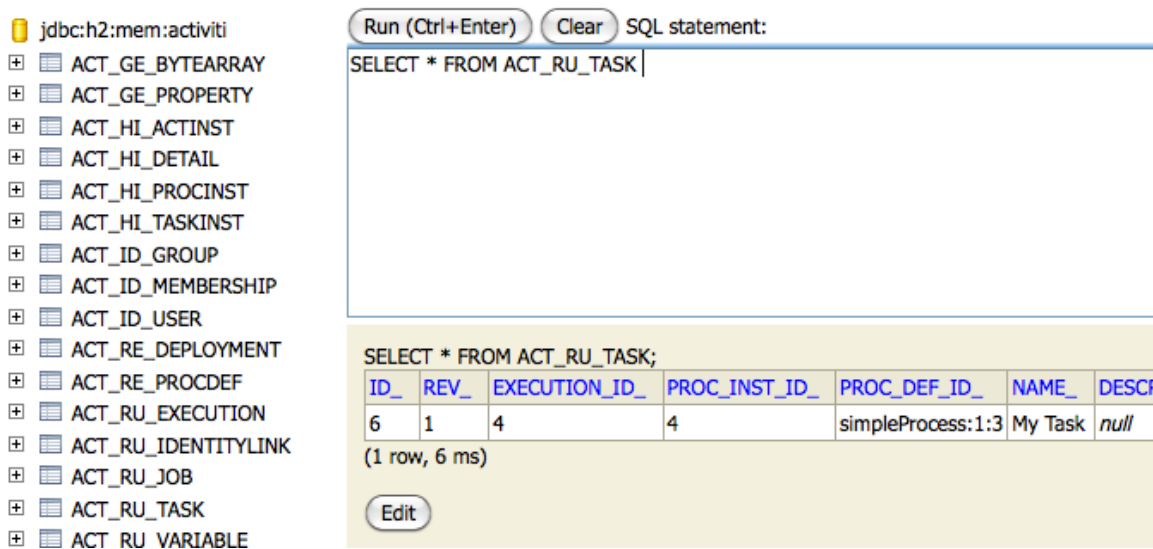 jdbc:h2:mem:activiti
ACT_GE_BYTEARRAY
ACT_GE_PROPERTY
ACT_HI_ACTINST
ACT_HI_DETAIL
ACT_HI_PROCINST
ACT_HI_TASKINST
ACT_ID_GROUP
ACT_ID_MEMBERSHIP
ACT_ID_USER
ACT_RE_DEPLOYMENT
ACT_RE_PROCDEF
ACT_RU_EXECUTION
ACT_RU_IDENTITYLINK
ACT_RU_JOB
ACT_RU_TASK
ACT_RU_VARIABLE
Run (Ctrl+Enter) Clear SQL statement:
SELECT * FROM ACT_RU_TASK
SELECT * FROM ACT_RU_TASK;
ID_ REV_ EXECUTION_ID_ PROC_INST_ID_ PROC_DEF_ID_ NAME_ DESCR
6 1 4 4 simpleProcess:1:3 My Task null
(1 row, 6 ms)
Edit